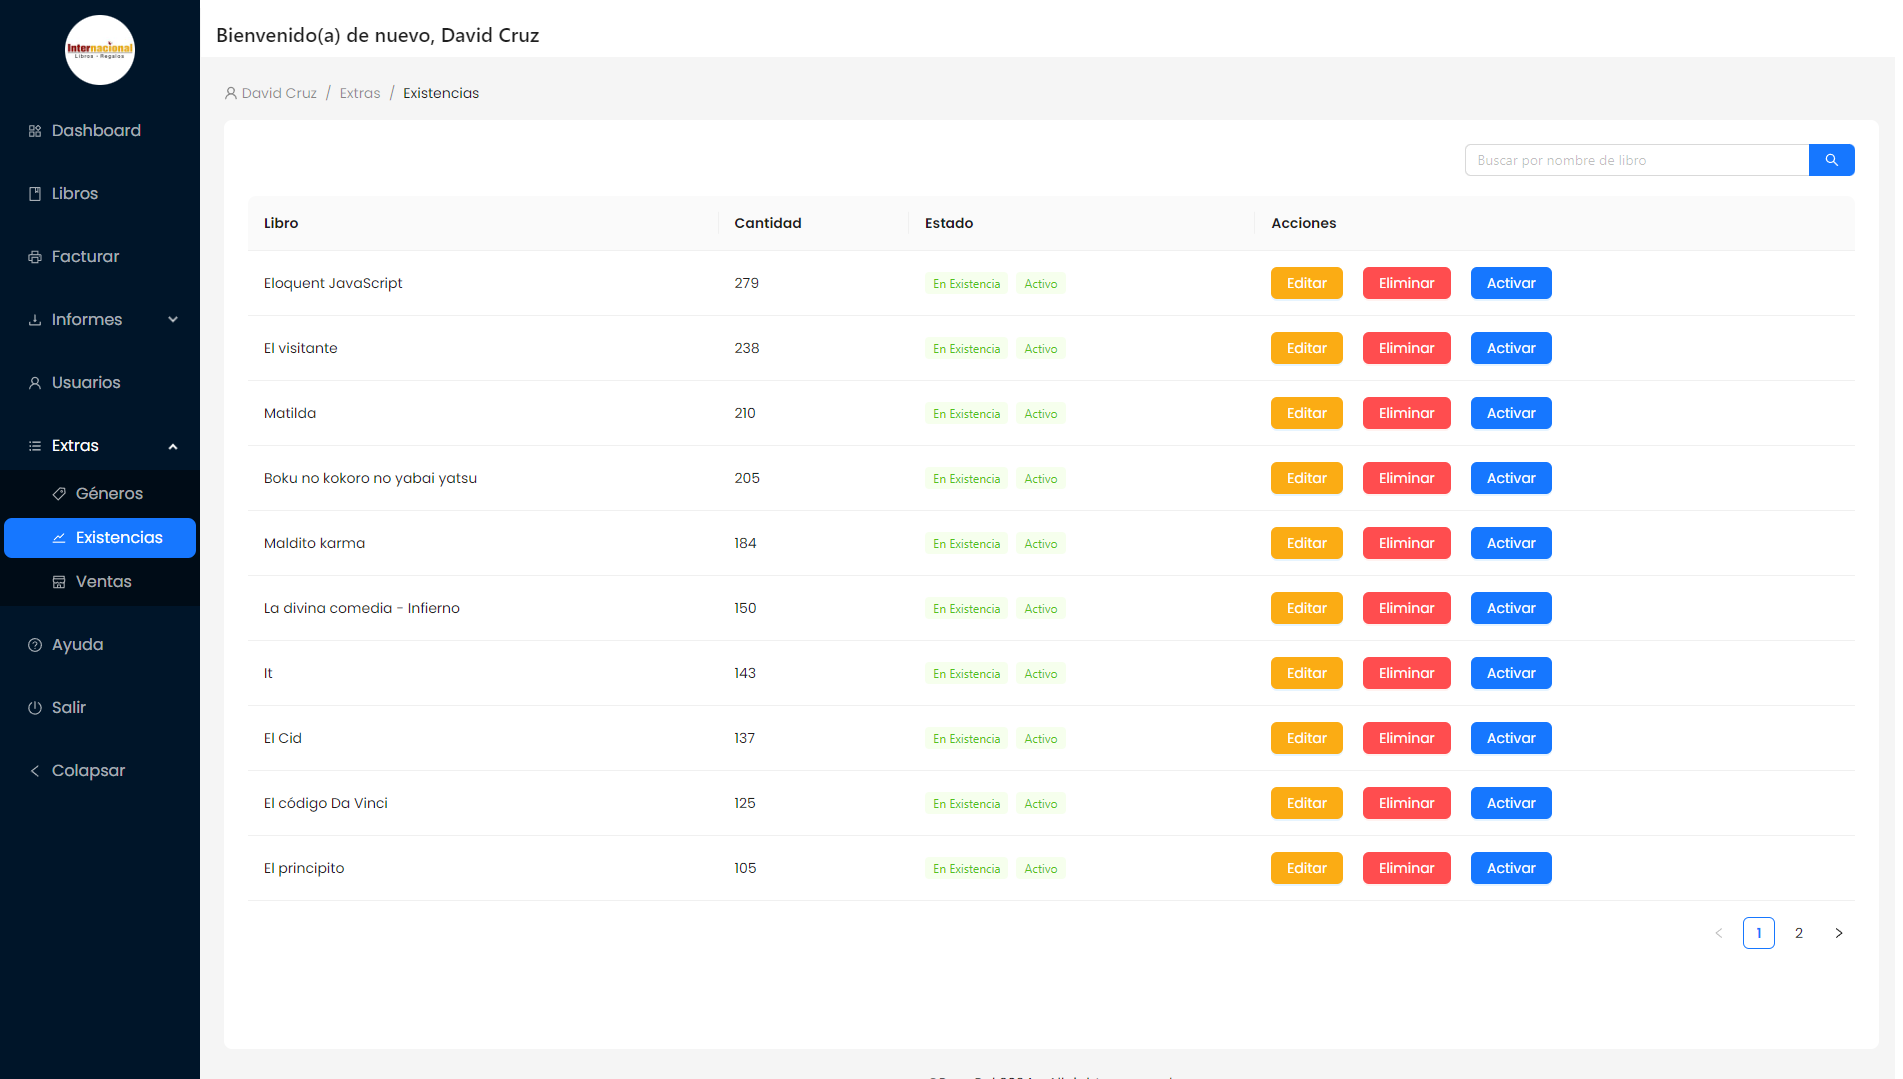 Internacional
Libros - Regalos
Dashboard
Libros
Facturar
Informes
Usuarios
Extras
Géneros
Existencias
Ventas
Ayuda
Salir
Colapsar
Bienvenido(a) de nuevo, David Cruz
David Cruz / Extras / Existencias
Buscar por nombre de libro
Libro Cantidad Estado Acciones
Eloquent JavaScript 279 En Existencia Activo Editar Eliminar Activar
El visitante 238 En Existencia Activo Editar Eliminar Activar
Matilda 210 En Existencia Activo Editar Eliminar Activar
Boku no kokoro no yabai yatsu 205 En Existencia Activo Editar Eliminar Activar
Maldito karma 184 En Existencia Activo Editar Eliminar Activar
La divina comedia - Infierno 150 En Existencia Activo Editar Eliminar Activar
It 143 En Existencia Activo Editar Eliminar Activar
El Cid 137 En Existencia Activo Editar Eliminar Activar
El código Da Vinci 125 En Existencia Activo Editar Eliminar Activar
El principito 105 En Existencia Activo Editar Eliminar Activar
< 1 2 >